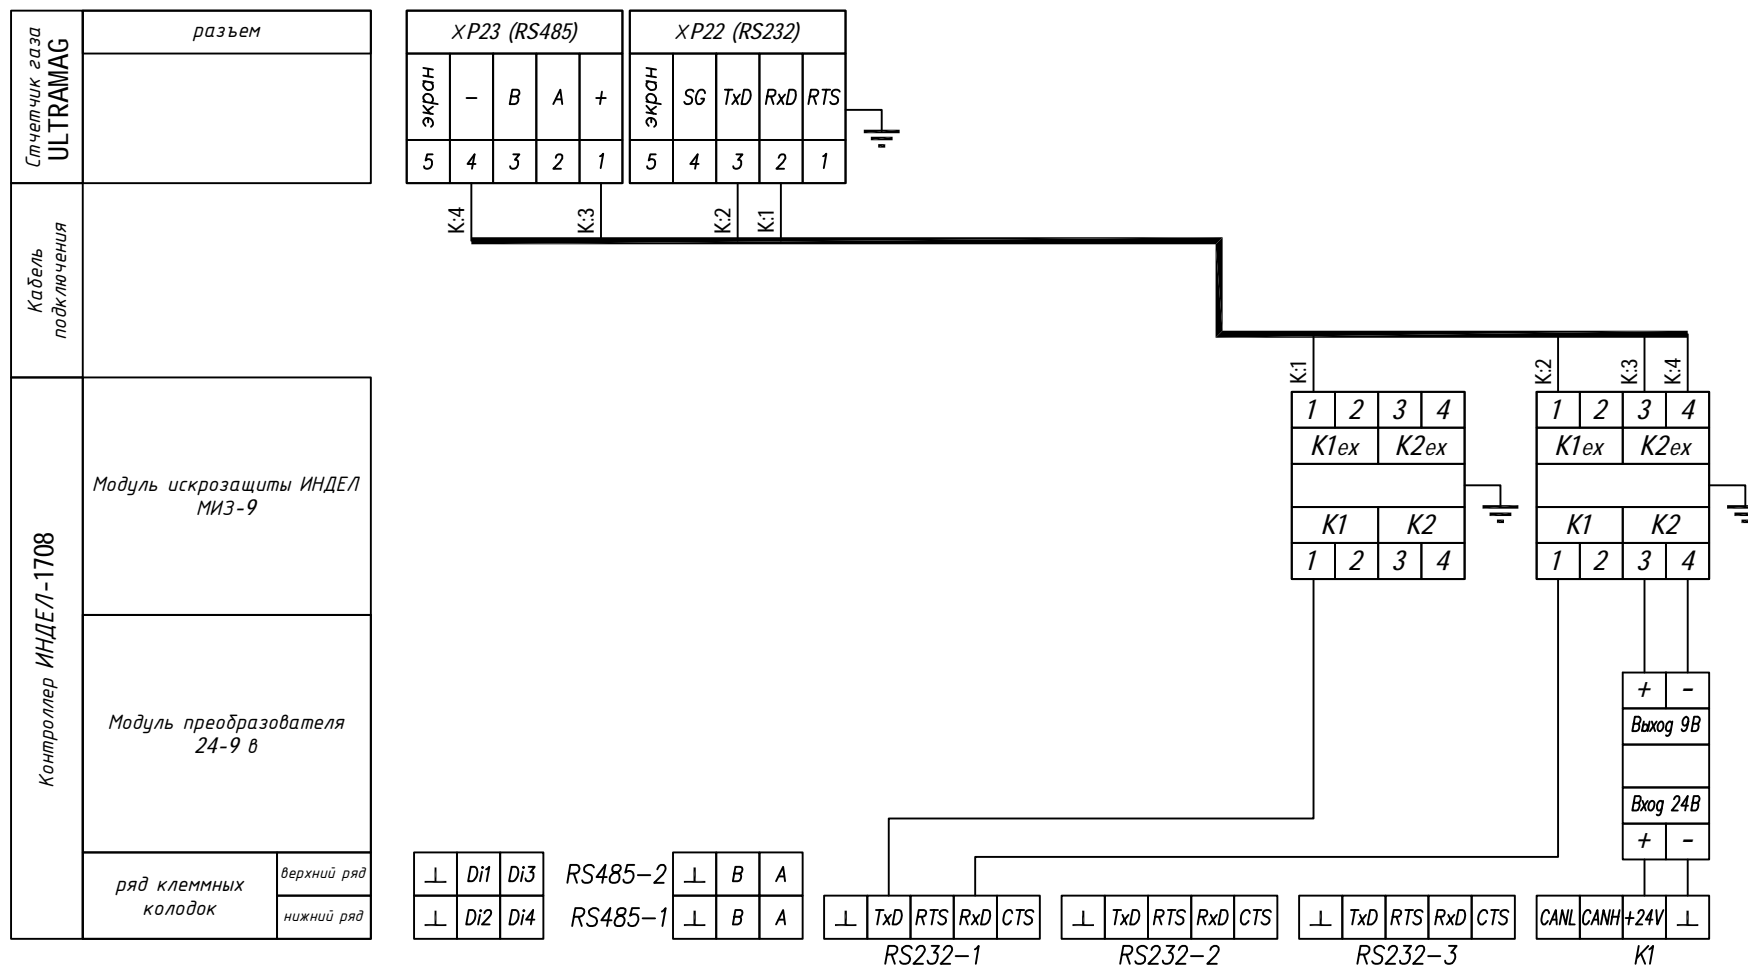 Стчетчик газа
ULTRAMAG
разъем
XP23 (RS485)
XP22 (RS232)
экран - B A + экран SG TxD RxD RTS
5 4 3 2 1 5 4 3 2 1
Кабель
подключения
K:4 K:3 K:2 K:1
K:1 K:2 K:3 K:4
Контроллер ИНДЕЛ-1708
Модуль искрозащиты ИНДЕЛ
МИЗ-9
1 2 3 4 1 2 3 4
K1ex K2ex K1ex K2ex
K1 K2 K1 K2
1 2 3 4 1 2 3 4
Модуль преобразователя
24-9 в
+ -
Выход 9В
Вход 24В
+ -
ряд клеммных
колодок
верхний ряд
нижний ряд
⊥ Di1 Di3 RS485-2 ⊥ B A
⊥ Di2 Di4 RS485-1 ⊥ B A
⊥ TxD RTS RxD CTS ⊥ TxD RTS RxD CTS ⊥ TxD RTS RxD CTS CANL CANH +24V ⊥
RS232-1 RS232-2 RS232-3 K1